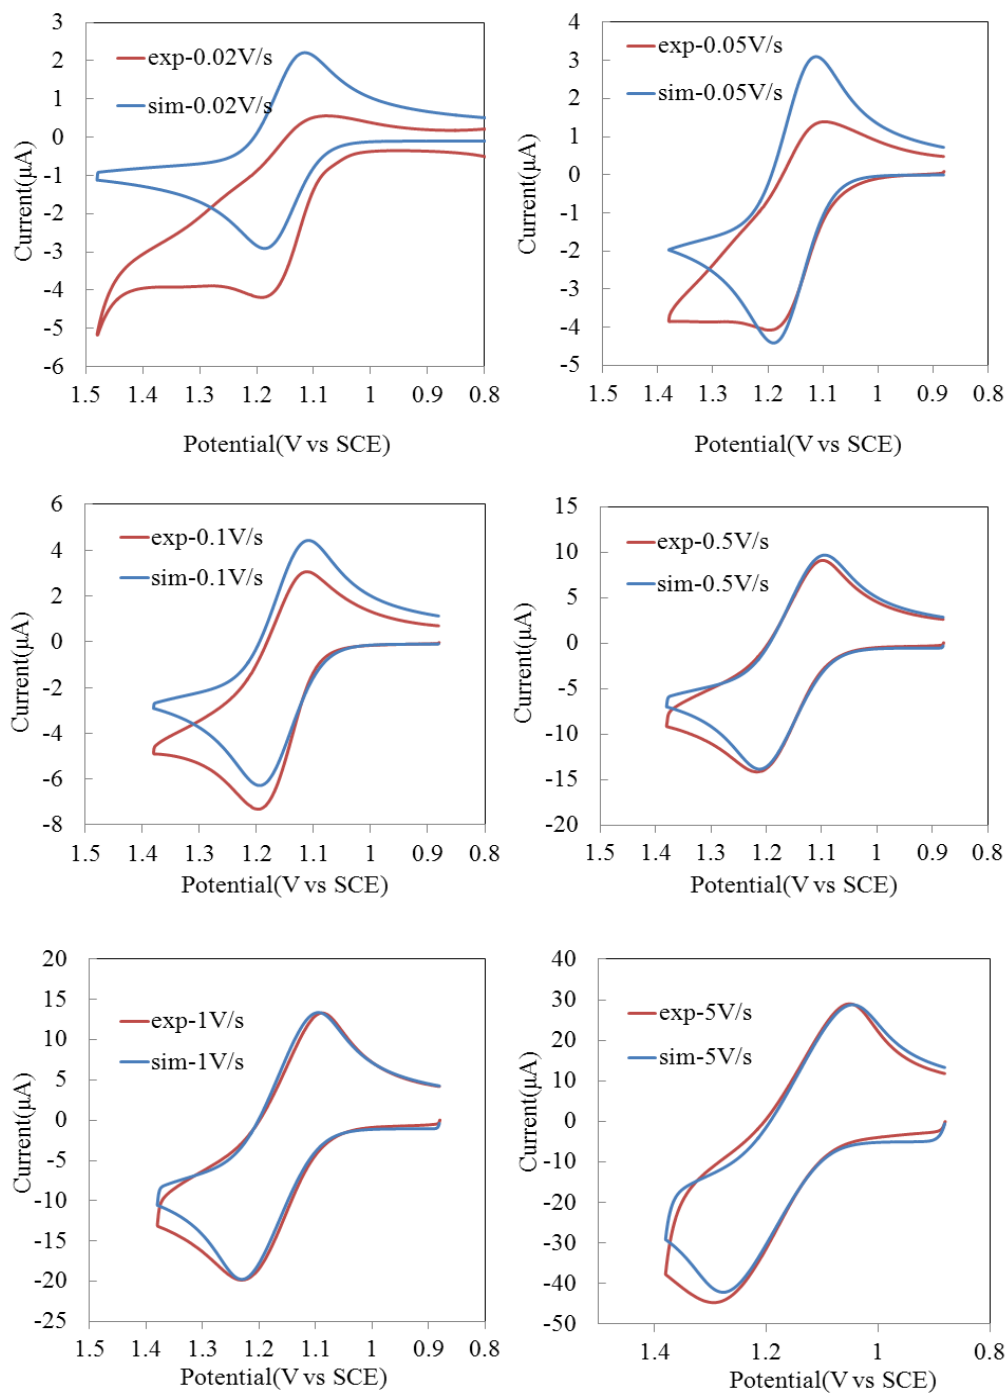 3
2
1
0
-1
-2
-3
-4
-5
-6
exp-0.02V/s
sim-0.02V/s
Current(μA)
1.5 1.4 1.3 1.2 1.1 1 0.9 0.8
Potential(V vs SCE)
4
3
2
1
0
-1
-2
-3
-4
-5
exp-0.05V/s
sim-0.05V/s
Current(μA)
1.5 1.4 1.3 1.2 1.1 1 0.9 0.8
Potential(V vs SCE)
6
4
2
0
-2
-4
-6
-8
exp-0.1V/s
sim-0.1V/s
Current(μA)
1.5 1.4 1.3 1.2 1.1 1 0.9 0.8
Potential(V vs SCE)
15
10
5
0
-5
-10
-15
-20
exp-0.5V/s
sim-0.5V/s
Current(μA)
1.5 1.4 1.3 1.2 1.1 1 0.9 0.8
Potential(V vs SCE)
20
15
10
5
0
-5
-10
-15
-20
-25
exp-1V/s
sim-1V/s
Current(μA)
1.5 1.4 1.3 1.2 1.1 1 0.9 0.8
Potential(V vs SCE)
40
30
20
10
0
-10
-20
-30
-40
-50
exp-5V/s
sim-5V/s
Current(μA)
1.4 1.2 1 0.8
Potential(V vs SCE)